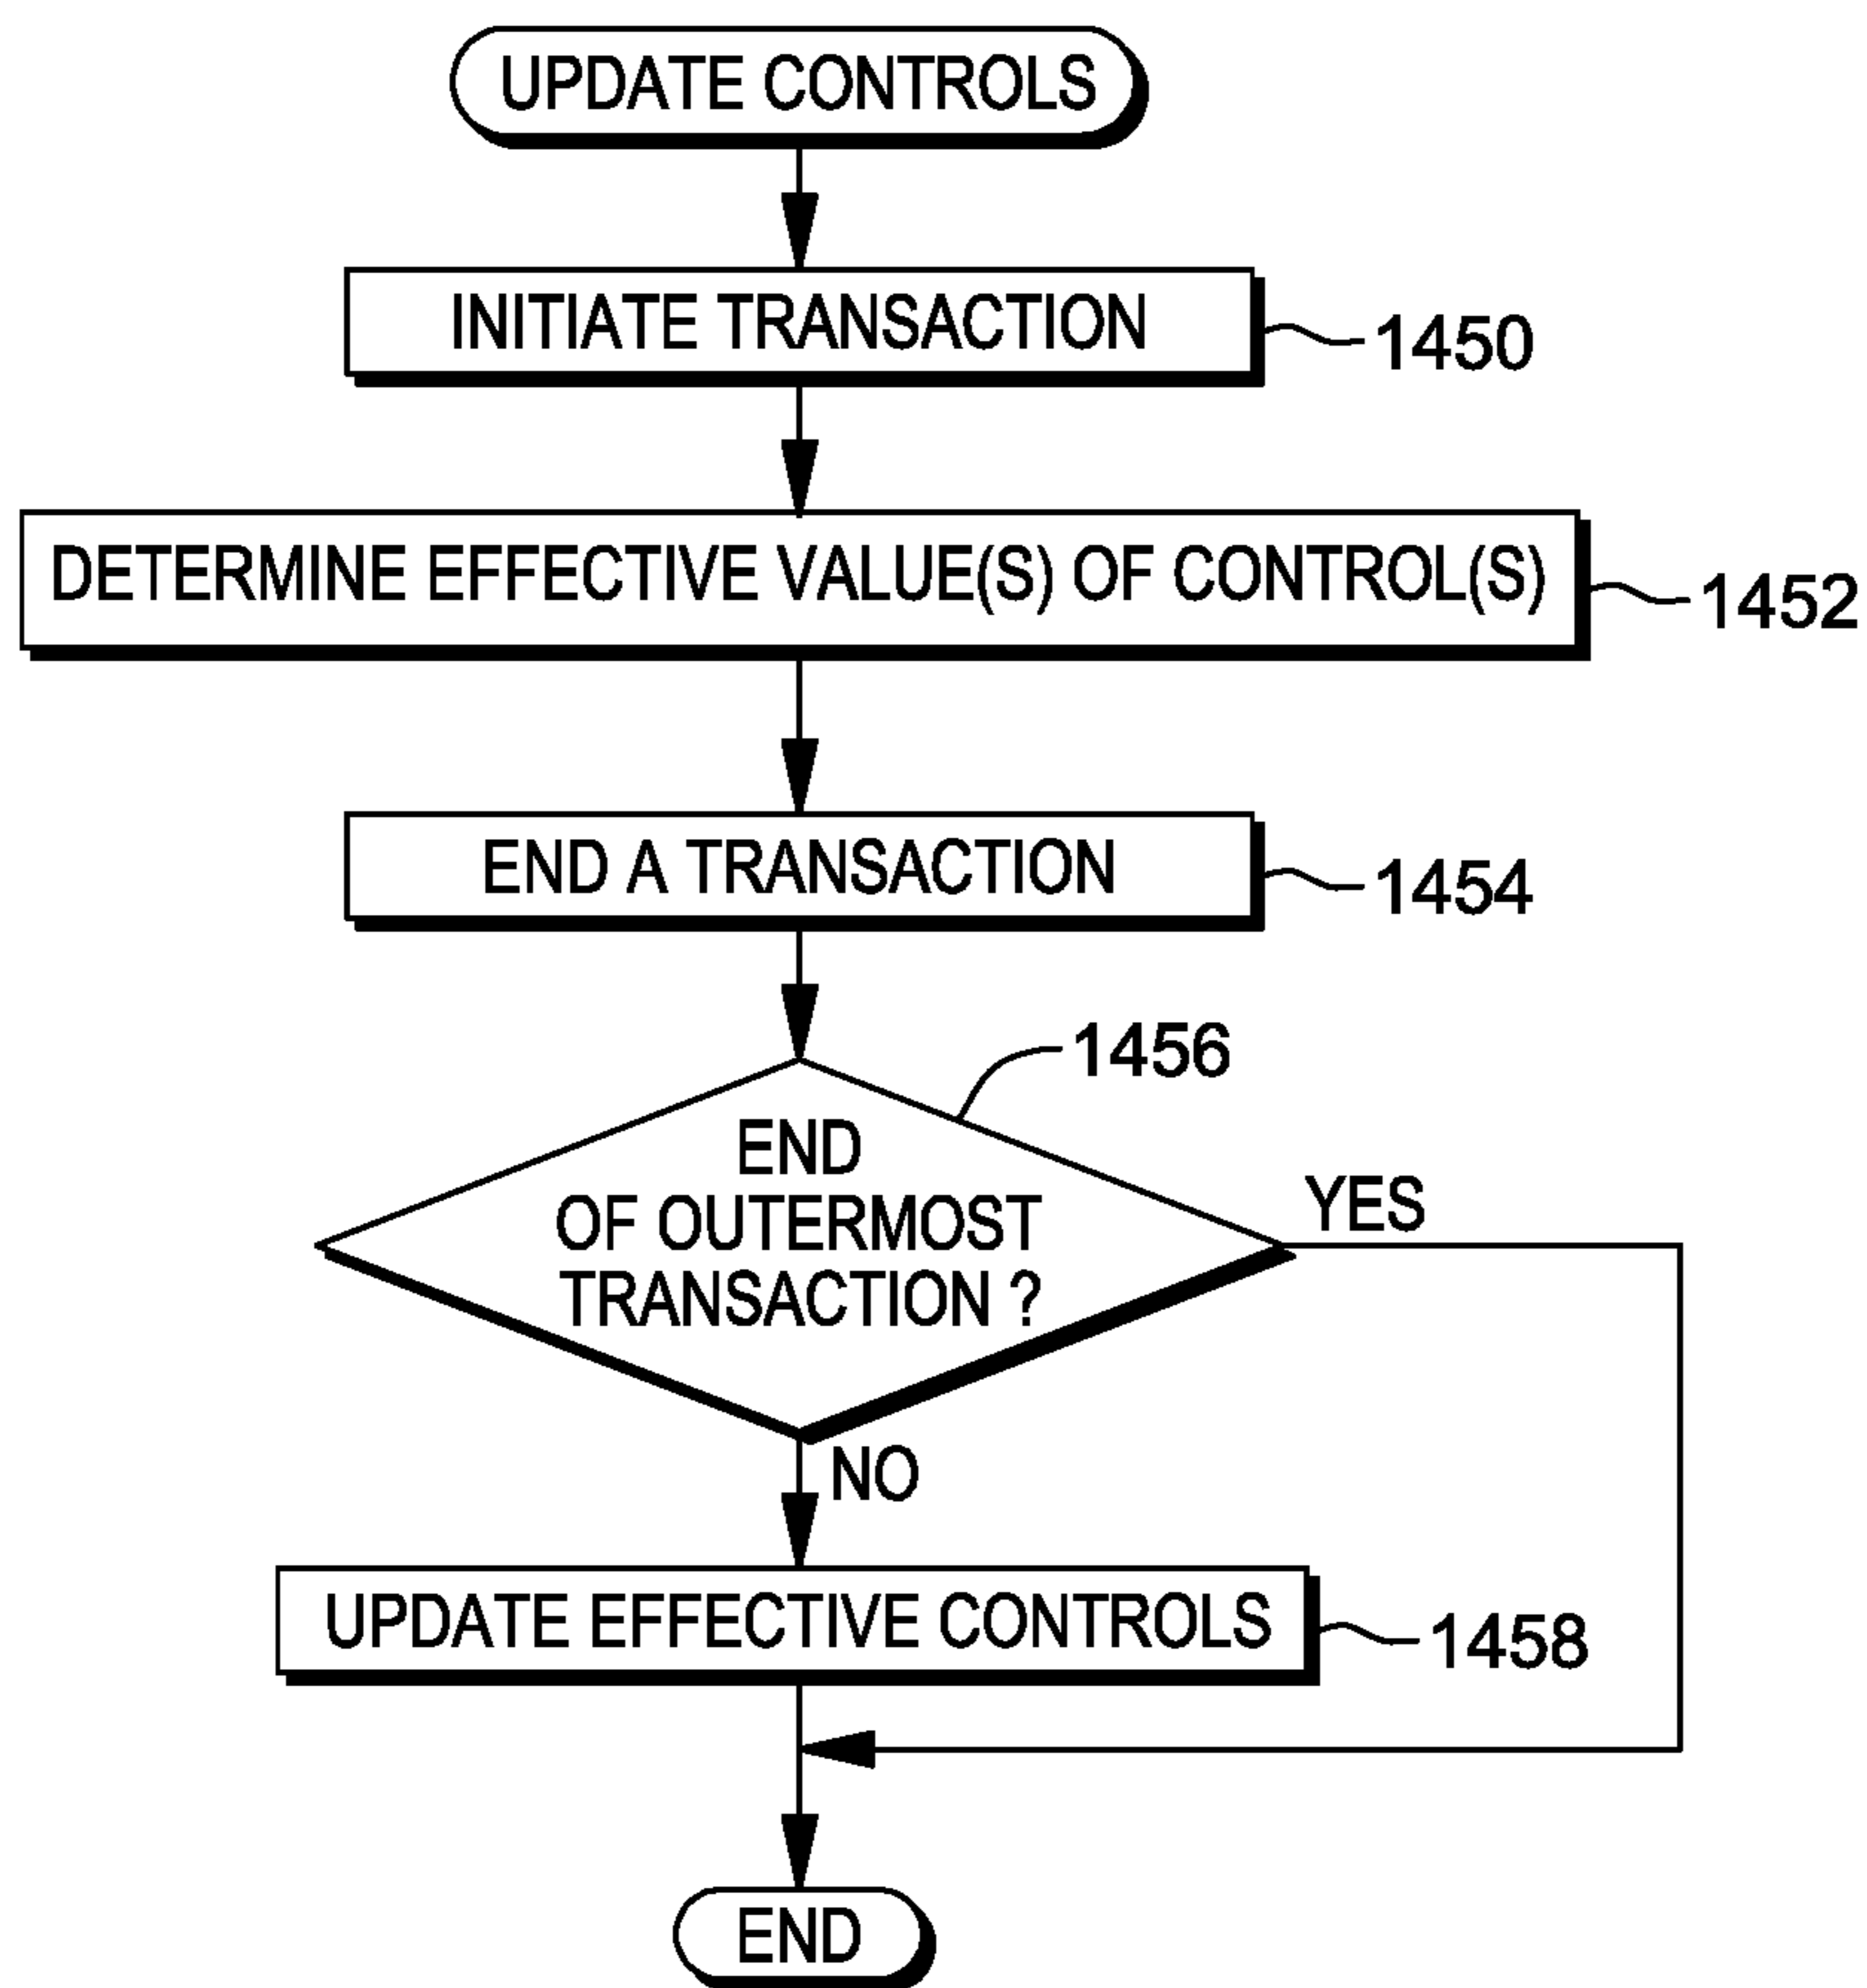 UPDATE CONTROLS
INITIATE TRANSACTION
1450
DETERMINE EFFECTIVE VALUE(S) OF CONTROL(S)
1452
END A TRANSACTION
1454
1456
END
OF OUTERMOST
TRANSACTION ?
YES
NO
UPDATE EFFECTIVE CONTROLS
1458
END